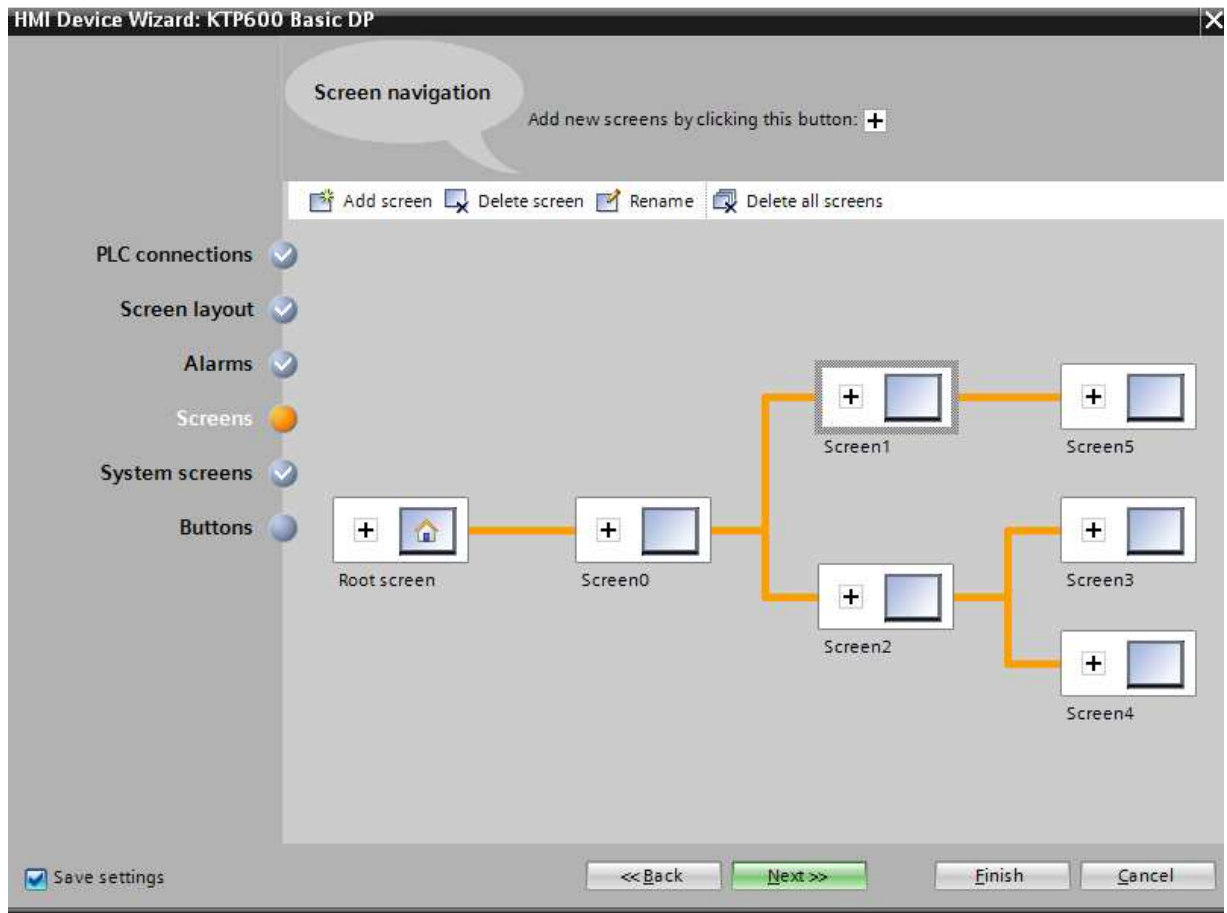 HMI Device Wizard: KTP600 Basic DP
Screen navigation
Add new screens by clicking this button:
Add screen Delete screen Rename Delete all screens
PLC connections
Screen layout
Alarms
Screens
System screens
Buttons
Screen1
Screen5
Root screen
Screen0
Screen3
Screen2
Screen4
Save settings
<<Back
Next>>
Finish
Cancel